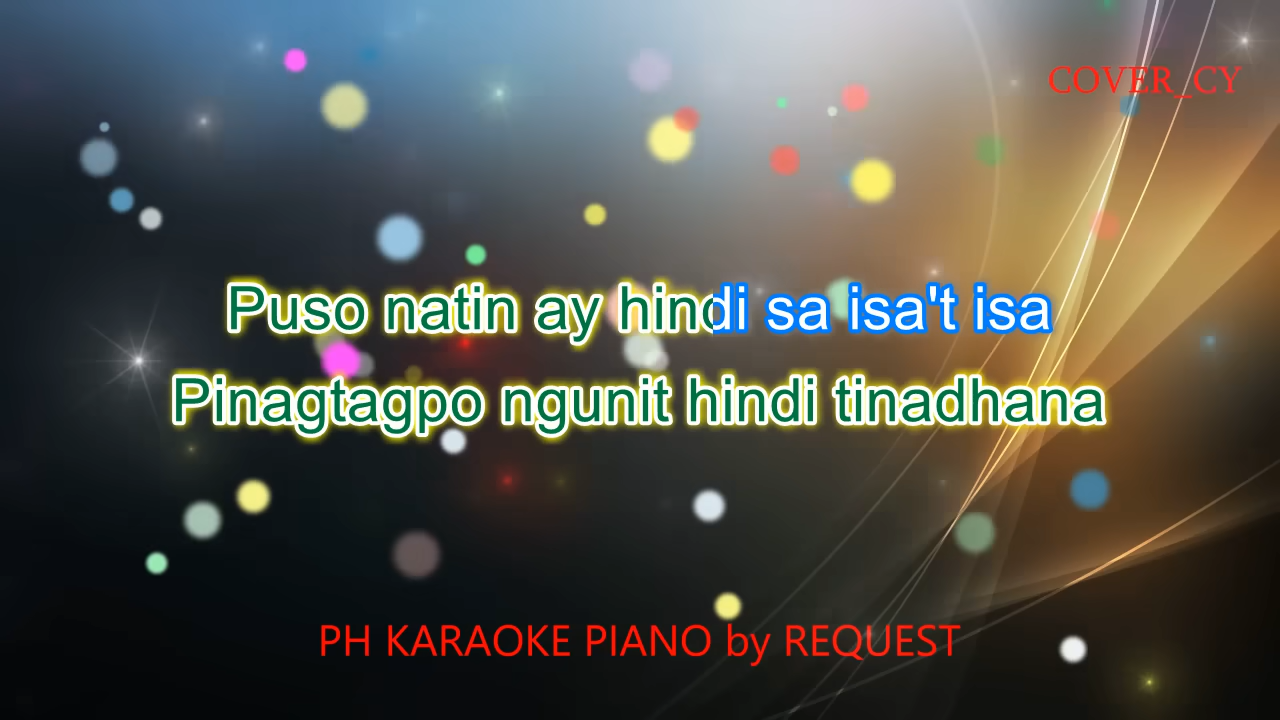 COVER_CY
Puso natin ay hindi sa isa't isa
Pinagtagpo ngunit hindi tinadhana
PH KARAOKE PIANO by REQUEST